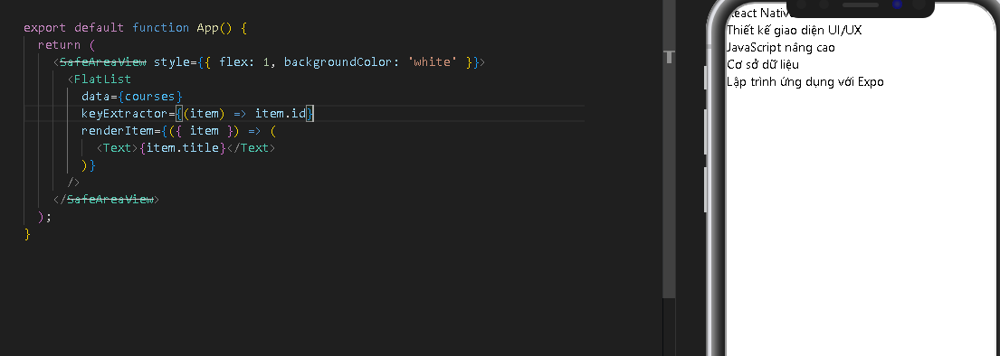 export default function App() {
return (
<SafeAreaView style={{ flex: 1, backgroundColor: 'white' }}>
<FlatList
data={courses}
keyExtractor={(item) => item.id}
renderItem={({ item }) => (
<Text>{item.title}</Text>
)}
/>
</SafeAreaView>
);
}
T
React Native
Thiết kế giao diện UI/UX
JavaScript nâng cao
Cơ sở dữ liệu
Lập trình ứng dụng với Expo